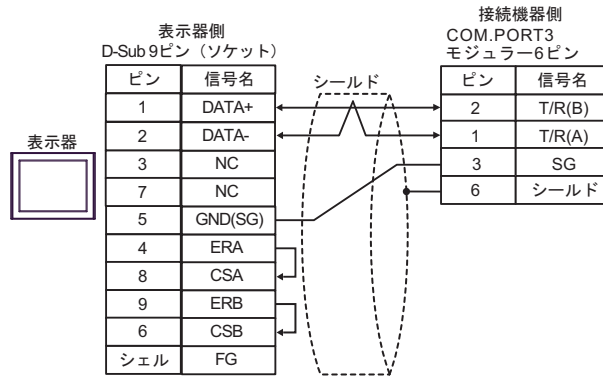 表示器側
D-Sub 9ピン（ソケット）
接続機器側
COM.PORT3
モジュラー6ピン
表示器
シールド
ピン 信号名
1 DATA+
2 DATA-
3 NC
7 NC
5 GND(SG)
4 ERA
8 CSA
9 ERB
6 CSB
シェル FG
ピン 信号名
2 T/R(B)
1 T/R(A)
3 SG
6 シールド